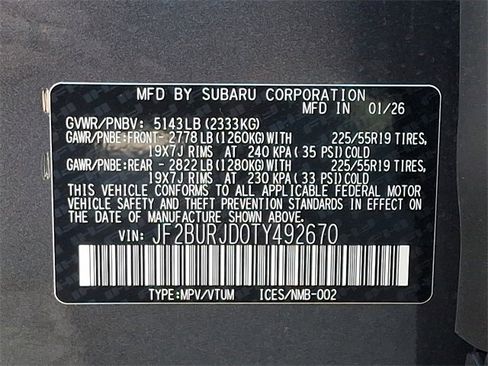 MFD BY SUBARU CORPORATION
MFD IN 01/26
GVWR/PNBV: 5143LB (2333KG)
GAWR/PNBE:FRONT- 2778LB(1260KG)WITH 225/55R19 TIRES,
19X7J RIMS AT 240 KPA(35 PSI)COLD
GAWR/PNBE:REAR - 2822LB(1280KG)WITH 225/55R19 TIRES,
19X7J RIMS AT 230 KPA(33 PSI)COLD
THIS VEHICLE CONFORMS TO ALL APPLICABLE FEDERAL MOTOR
VEHICLE SAFETY AND THEFT PREVENTION STANDARDS IN EFFECT ON
THE DATE OF MANUFACTURE SHOWN ABOVE.
VIN: JF2BURJD0TY492670
TYPE:MPV/VTUM ICES/NMB-002